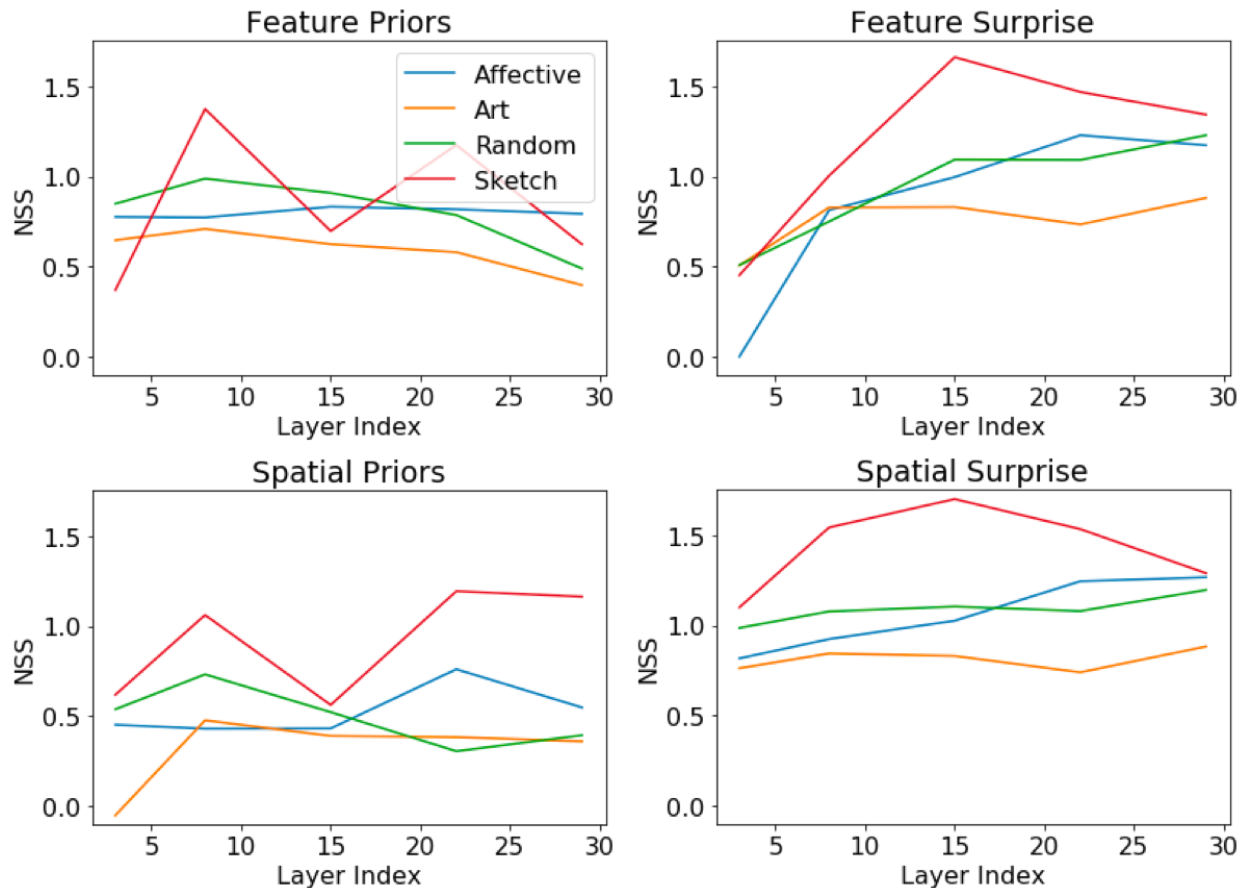 Feature Priors
Feature Surprise
NSS
1.5
1.0
0.5
0.0
Affective
Art
Random
Sketch
5 10 15 20 25 30
Layer Index
NSS
1.5
1.0
0.5
0.0
5 10 15 20 25 30
Layer Index
Spatial Priors
Spatial Surprise
NSS
1.5
1.0
0.5
0.0
5 10 15 20 25 30
Layer Index
NSS
1.5
1.0
0.5
0.0
5 10 15 20 25 30
Layer Index